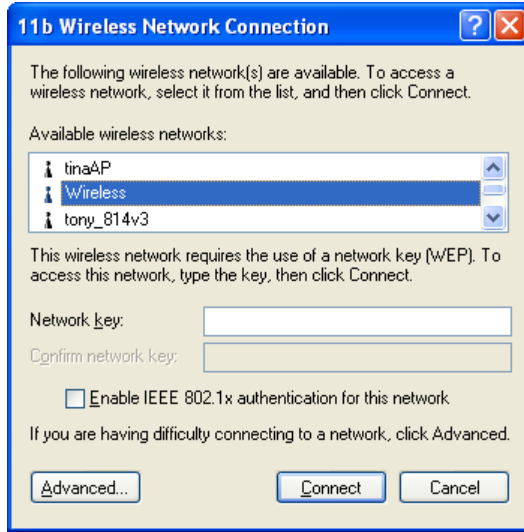 11b Wireless Network Connection
The following wireless network(s) are available. To access a
wireless network, select it from the list, and then click Connect.
Available wireless networks:
tinaAP
Wireless
tony_814v3
This wireless network requires the use of a network key (WEP). To
access this network, type the key, then click Connect.
Network key:
Confirm network key:
Enable IEEE 802.1x authentication for this network
If you are having difficulty connecting to a network, click Advanced.
Advanced... Connect Cancel